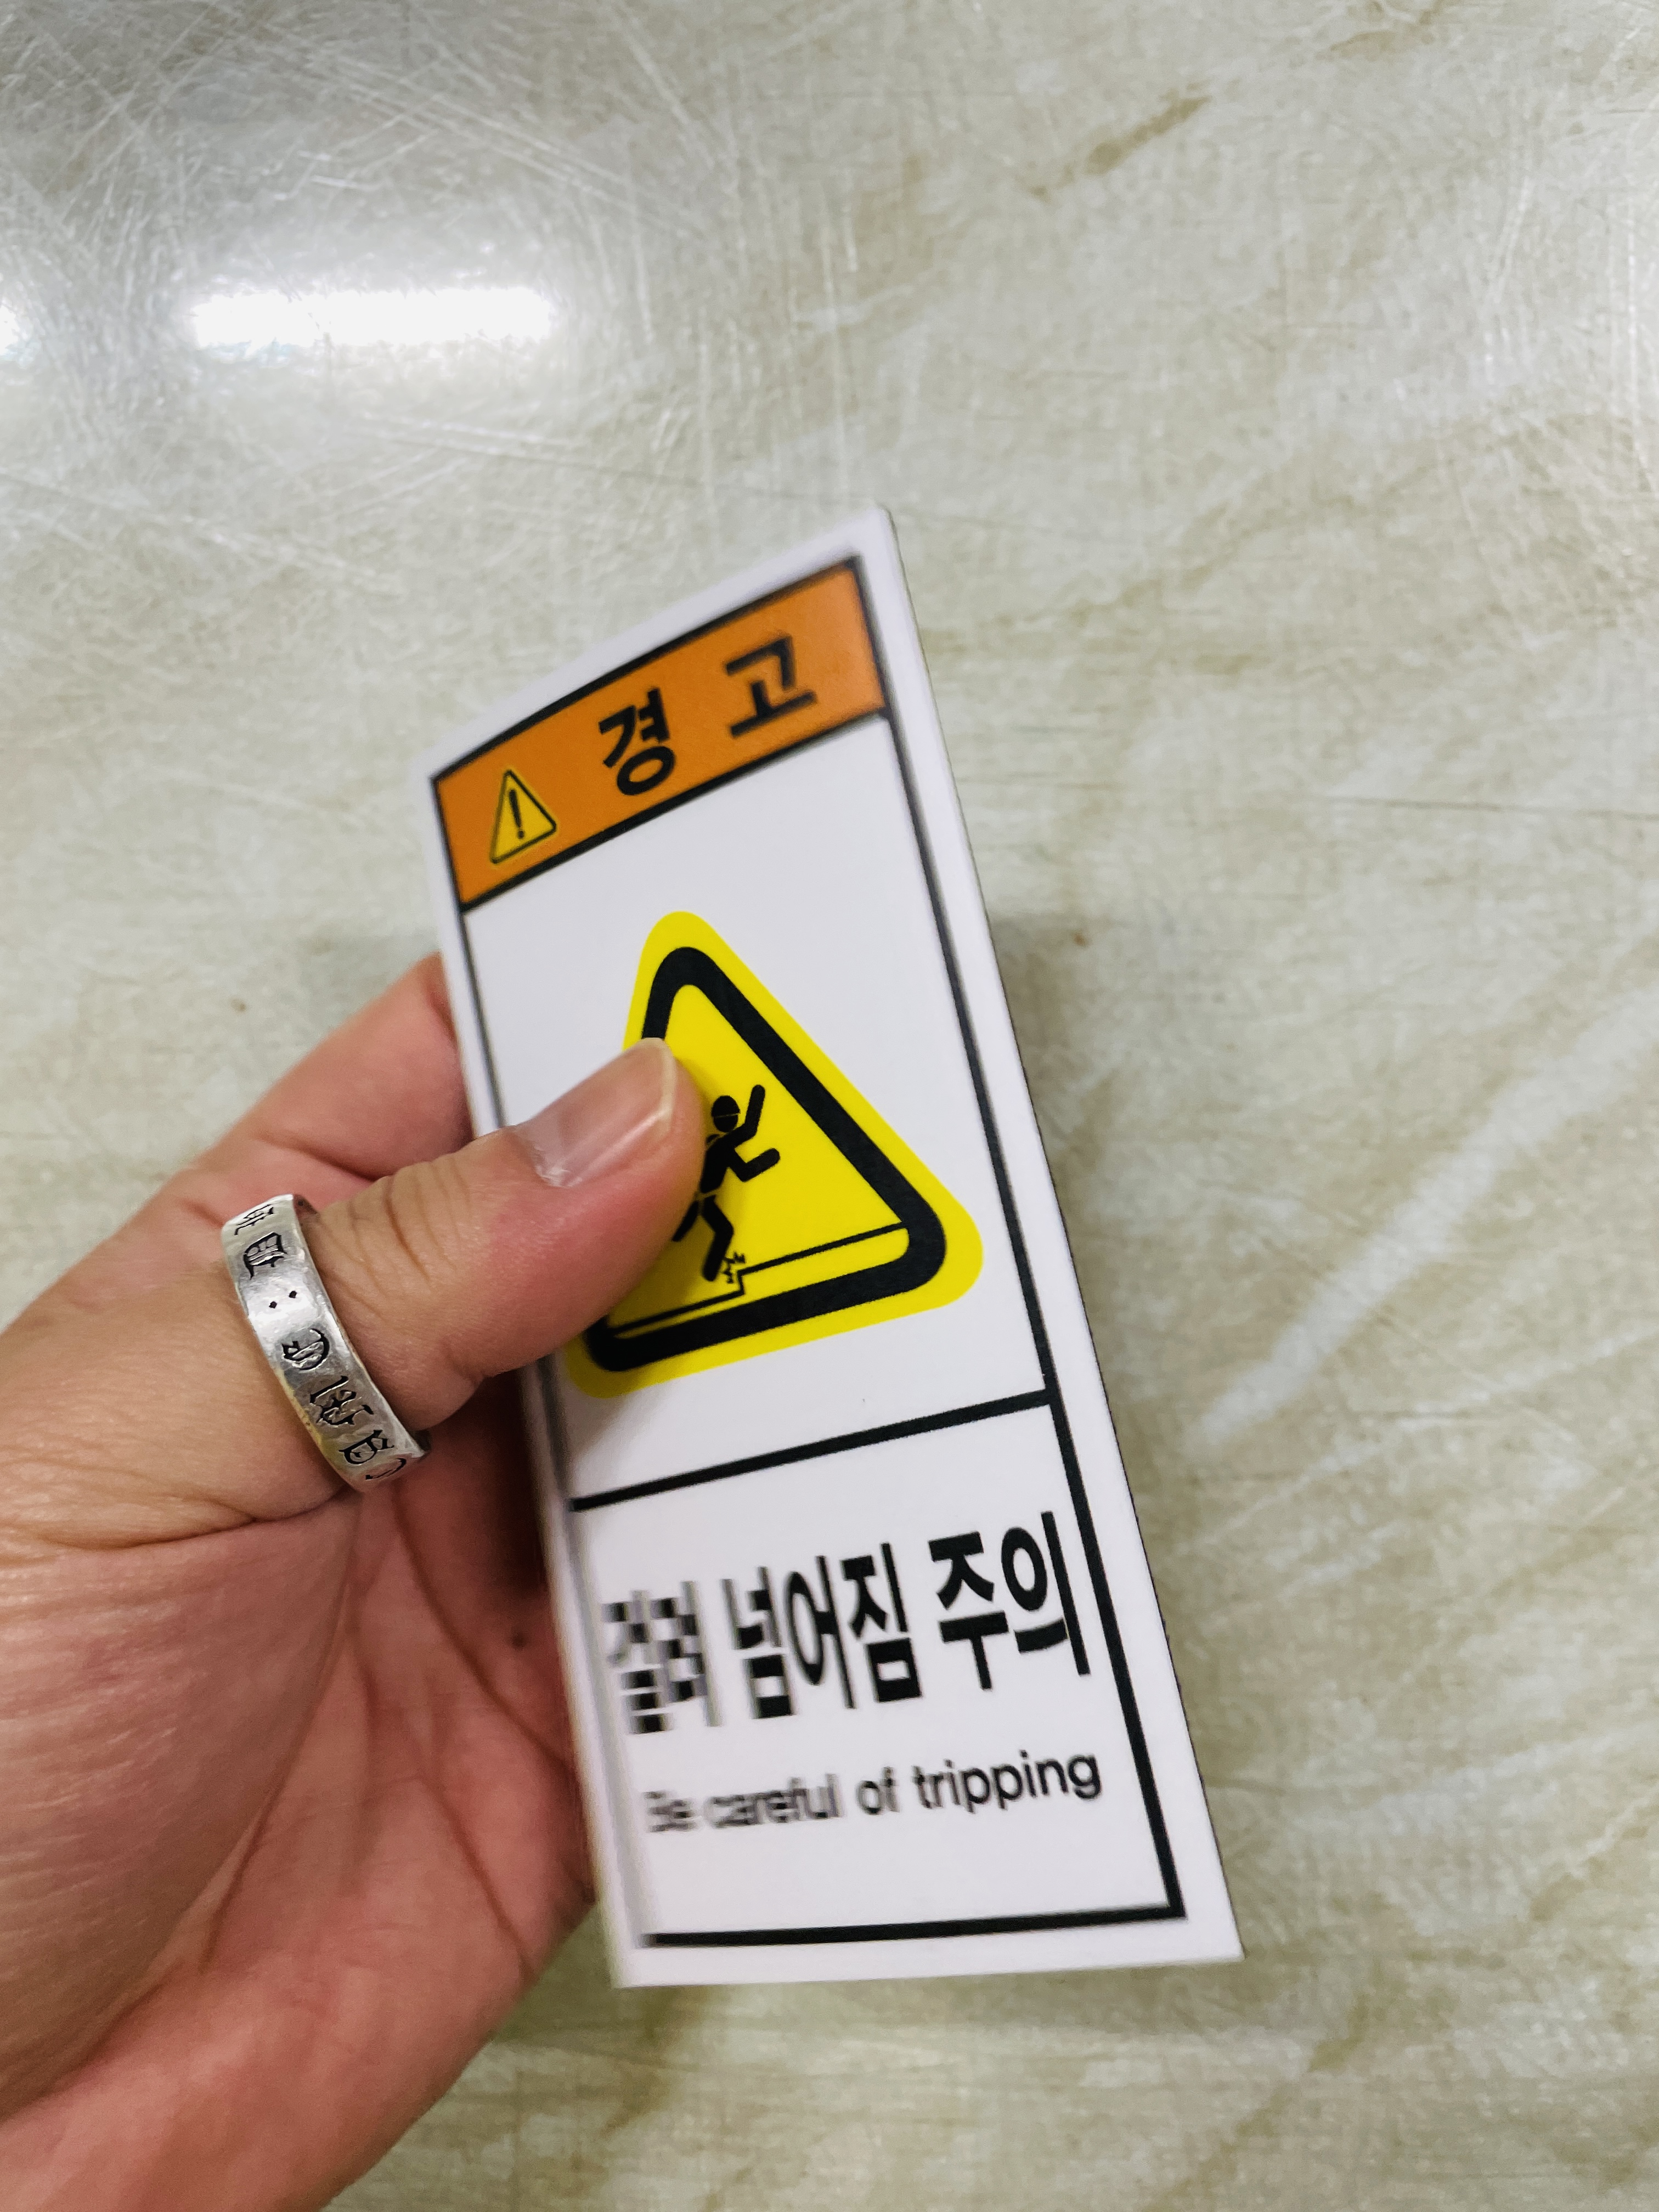 경 고
걸려 넘어짐 주의
Be careful of tripping